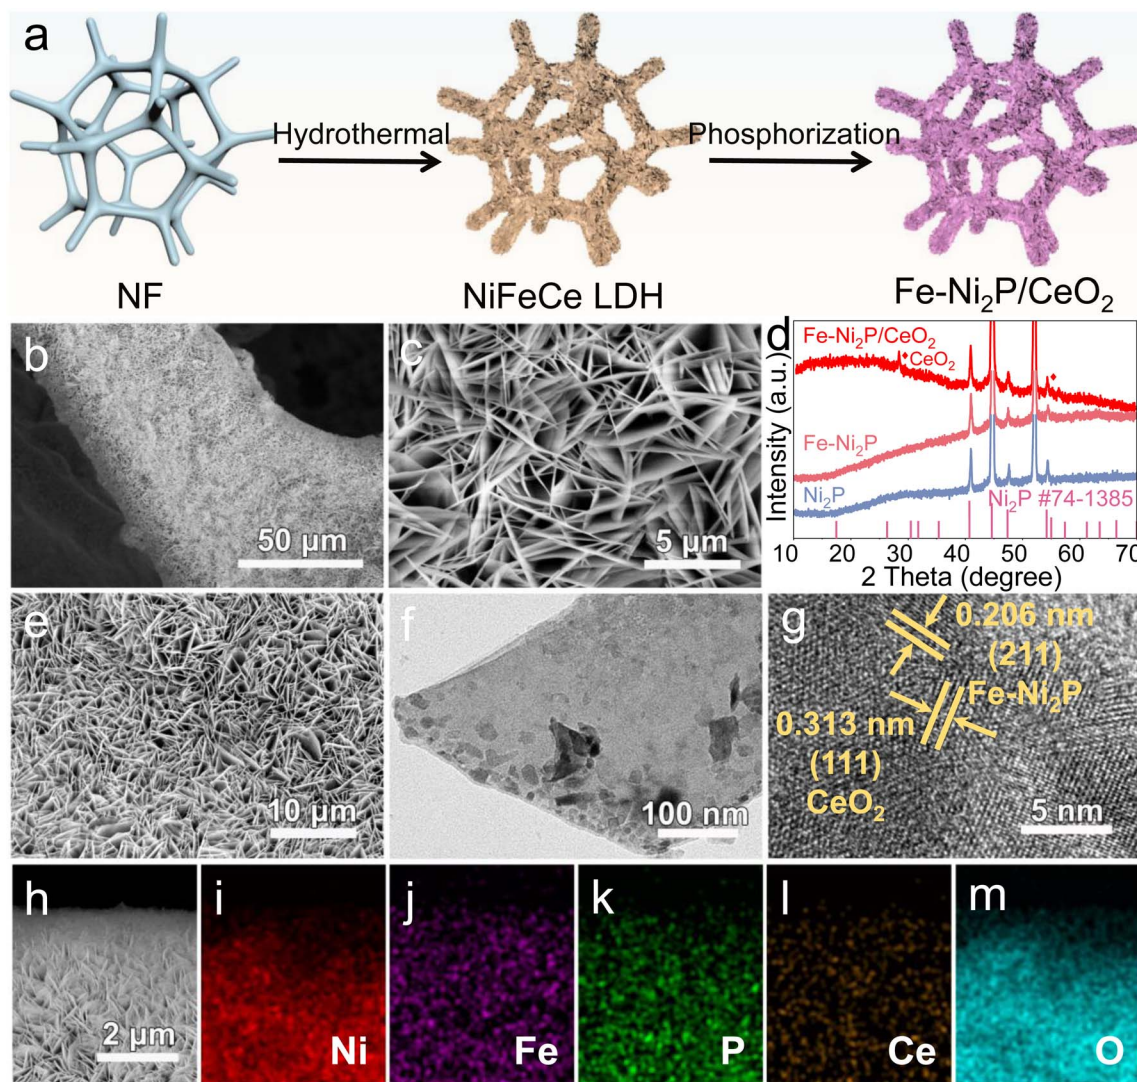 a
Hydrothermal
Phosphorization
NF
NiFeCe LDH
Fe-Ni₂P/CeO₂
b
50 µm
c
5 µm
d
Fe-Ni₂P/CeO₂
CeO₂
Fe-Ni₂P
Ni₂P
Ni₂P #74-1385
Intensity (a.u.)
10 20 30 40 50 60 70
2 Theta (degree)
e
10 µm
f
100 nm
g
0.206 nm
(211)
Fe-Ni₂P
0.313 nm
(111)
CeO₂
5 nm
h
2 µm
i
Ni
j
Fe
k
P
l
Ce
m
O